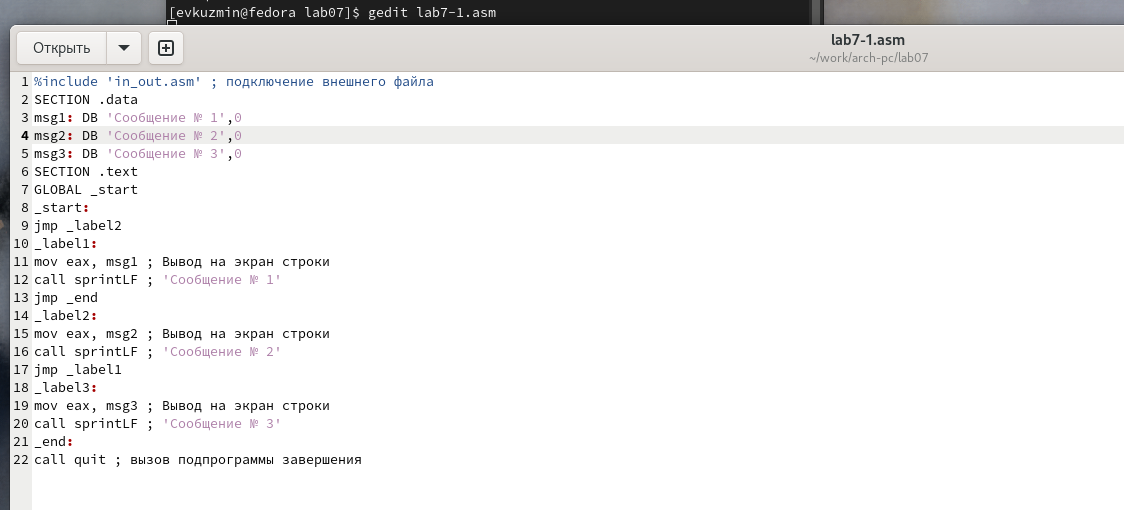 [evkuzmin@fedora lab07]$ gedit lab7-1.asm
Открыть
lab7-1.asm
~/work/arch-pc/lab07
1 %include 'in_out.asm' ; подключение внешнего файла
2 SECTION .data
3 msg1: DB 'Сообщение № 1',0
4 msg2: DB 'Сообщение № 2',0
5 msg3: DB 'Сообщение № 3',0
6 SECTION .text
7 GLOBAL _start
8 _start:
9 jmp _label2
10 _label1:
11 mov eax, msg1 ; Вывод на экран строки
12 call sprintLF ; 'Сообщение № 1'
13 jmp _end
14 _label2:
15 mov eax, msg2 ; Вывод на экран строки
16 call sprintLF ; 'Сообщение № 2'
17 jmp _label1
18 _label3:
19 mov eax, msg3 ; Вывод на экран строки
20 call sprintLF ; 'Сообщение № 3'
21 _end:
22 call quit ; вызов подпрограммы завершения